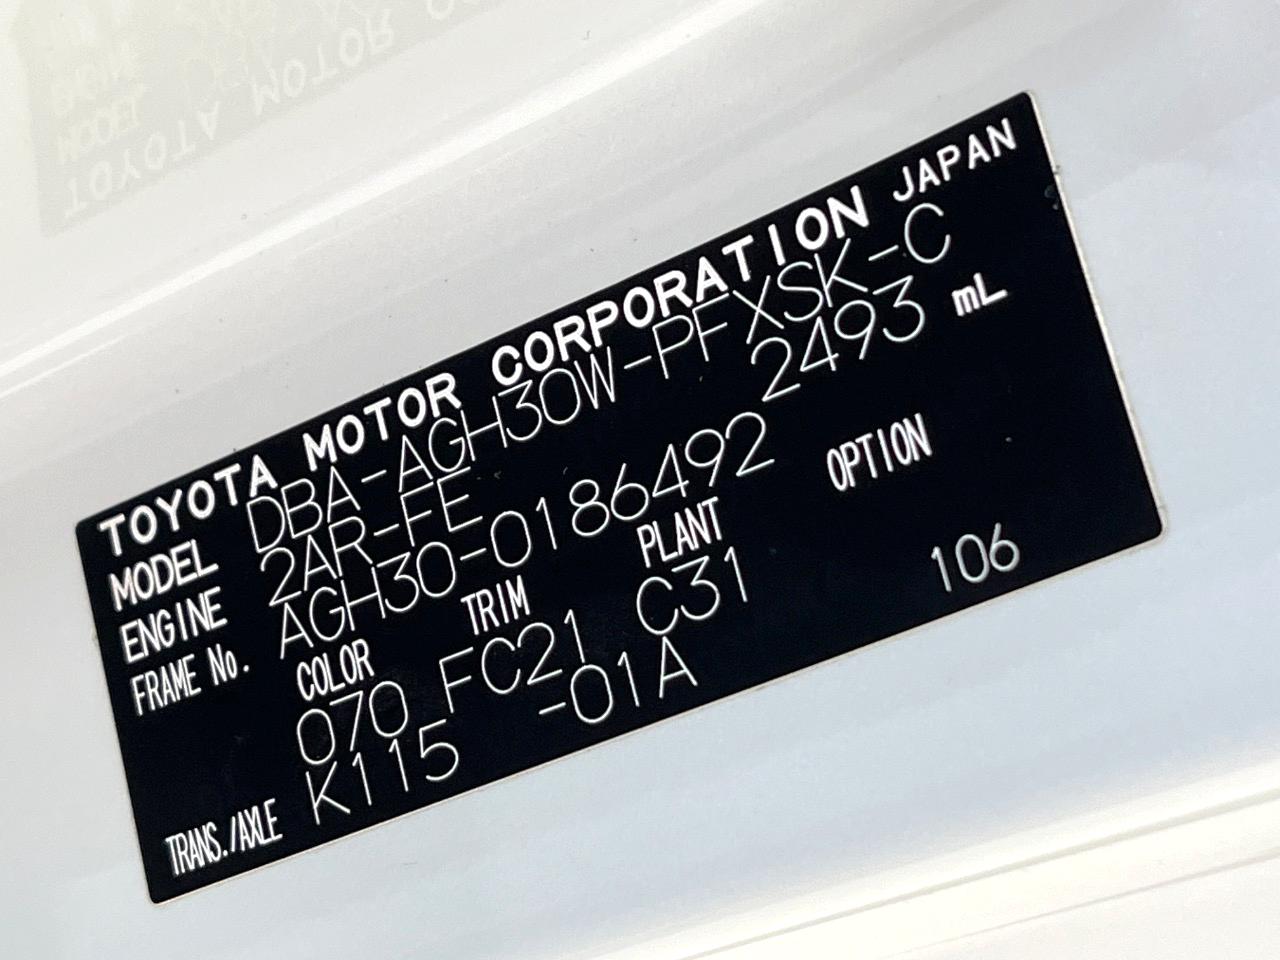 TOYOTA MOTOR CORPORATION JAPAN
MODEL DBA-AGH30W-PFXSK-C
ENGINE 2AR-FE 2493 mL
FRAME No. AGH30-0186492
COLOR TRIM PLANT OPTION
070 FC21 C31 106
TRANS./AXLE K115 -01A